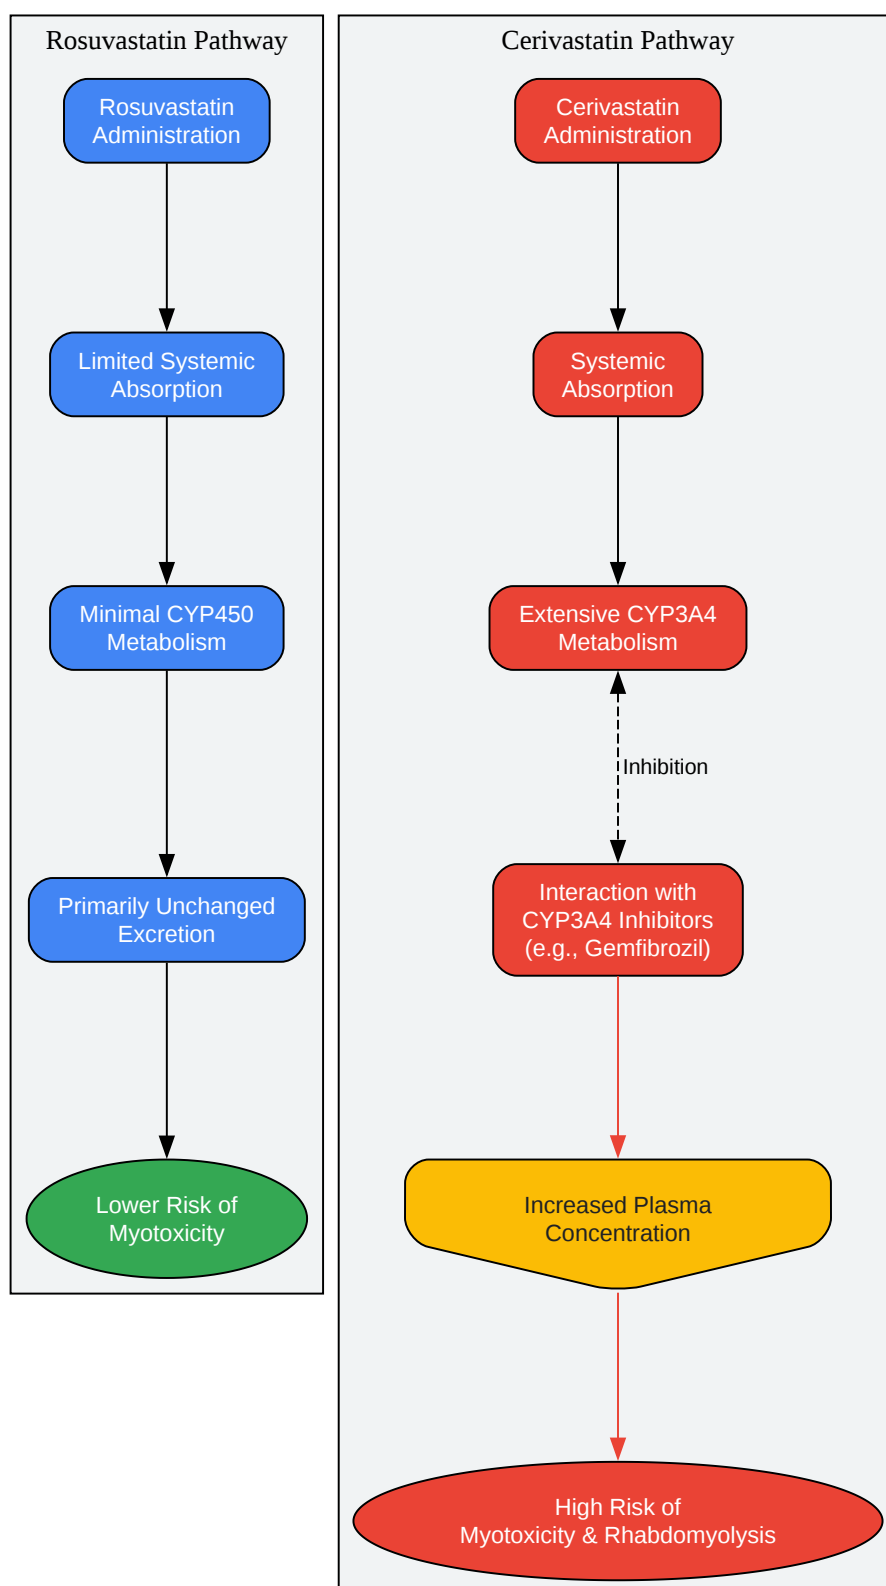 Rosuvastatin Pathway
Rosuvastatin
Administration
Limited Systemic
Absorption
Minimal CYP450
Metabolism
Primarily Unchanged
Excretion
Lower Risk of
Myotoxicity
Cerivastatin Pathway
Cerivastatin
Administration
Systemic
Absorption
Extensive CYP3A4
Metabolism
Inhibition
Interaction with
CYP3A4 Inhibitors
(e.g., Gemfibrozil)
Increased Plasma
Concentration
High Risk of
Myotoxicity & Rhabdomyolysis